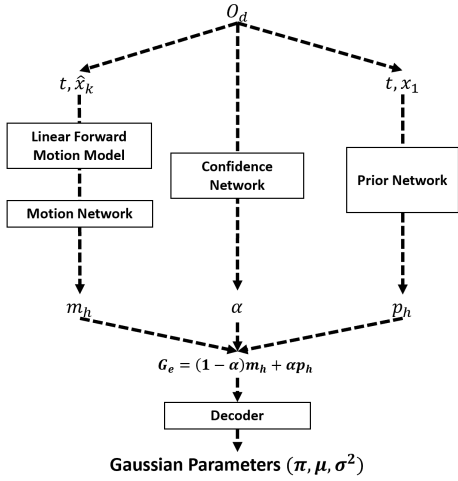 O_d
t, x̂_k
t, x_1
Linear Forward
Motion Model
Confidence
Network
Prior Network
Motion Network
m_h
α
p_h
G_e = (1 − α)m_h + αp_h
Decoder
Gaussian Parameters (π, μ, σ²)